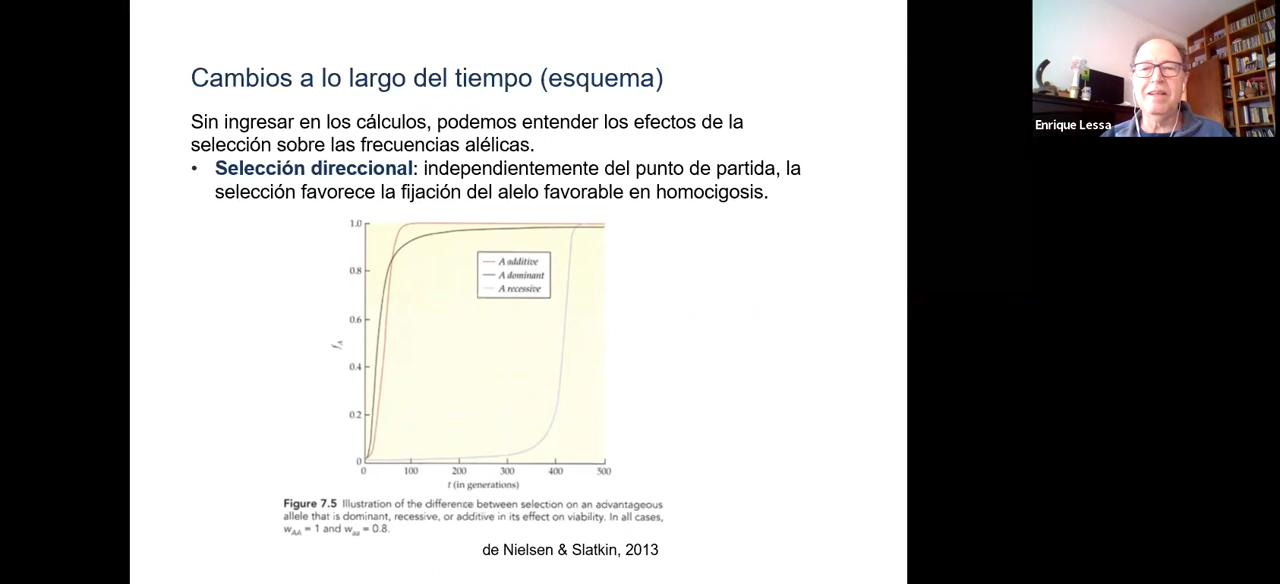 Cambios a lo largo del tiempo (esquema)
Sin ingresar en los cálculos, podemos entender los efectos de la
selección sobre las frecuencias alélicas.
• Selección direccional: independientemente del punto de partida, la
selección favorece la fijación del alelo favorable en homocigosis.
Enrique Lessa
1.0
0.8
0.6
0.4
0.2
0
f_A
A additive
A dominant
A recessive
0 100 200 300 400 500
t (in generations)
Figure 7.5 Illustration of the difference between selection on an advantageous
allele that is dominant, recessive, or additive in its effect on viability. In all cases,
w_AA = 1 and w_aa = 0.8.
de Nielsen & Slatkin, 2013